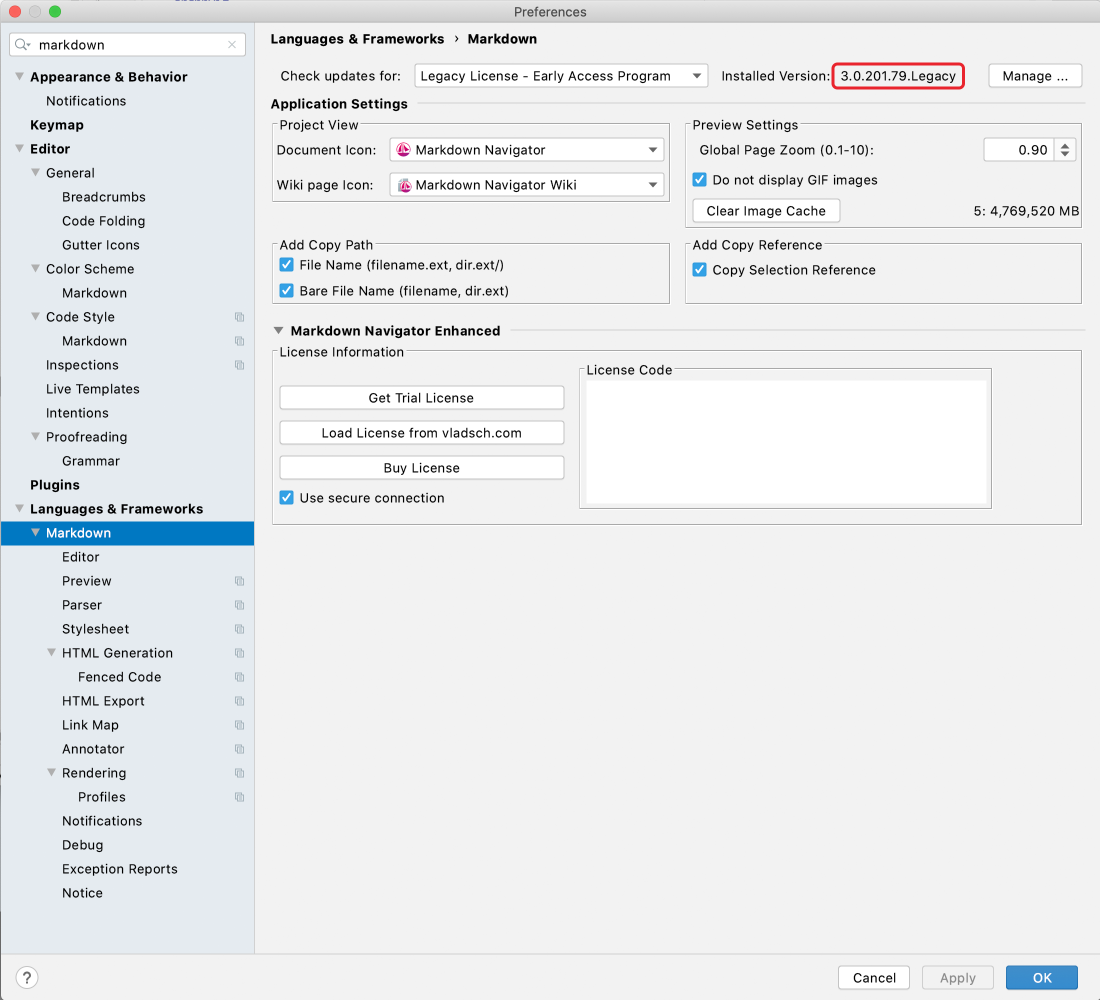 Preferences
markdown
Appearance & Behavior
Notifications
Keymap
Editor
General
Breadcrumbs
Code Folding
Gutter Icons
Color Scheme
Markdown
Code Style
Markdown
Inspections
Live Templates
Intentions
Proofreading
Grammar
Plugins
Languages & Frameworks
Markdown
Editor
Preview
Parser
Stylesheet
HTML Generation
Fenced Code
HTML Export
Link Map
Annotator
Rendering
Profiles
Notifications
Debug
Exception Reports
Notice
Languages & Frameworks › Markdown
Check updates for: Legacy License - Early Access Program Installed Version: 3.0.201.79.Legacy Manage ...
Application Settings
Project View
Document Icon: Markdown Navigator
Wiki page Icon: Markdown Navigator Wiki
Preview Settings
Global Page Zoom (0.1-10): 0.90
Do not display GIF images
Clear Image Cache 5: 4,769,520 MB
Add Copy Path
File Name (filename.ext, dir.ext/)
Bare File Name (filename, dir.ext)
Add Copy Reference
Copy Selection Reference
Markdown Navigator Enhanced
License Information
Get Trial License
Load License from vladsch.com
Buy License
Use secure connection
License Code
? Cancel Apply OK